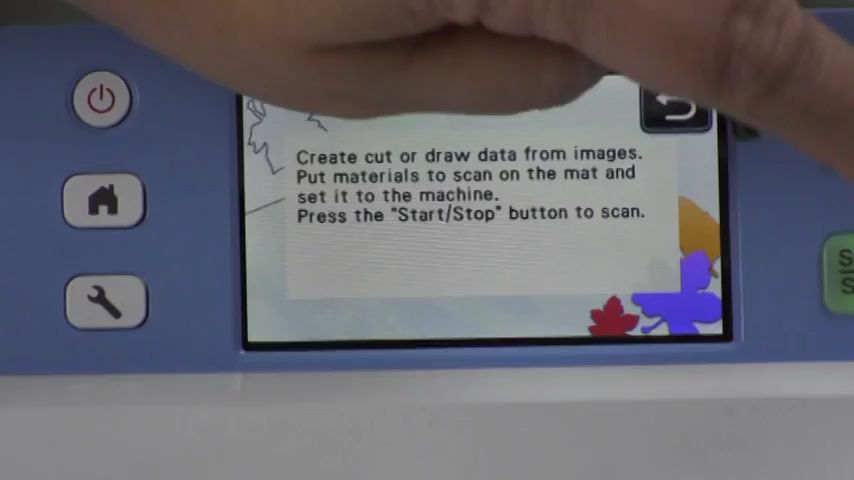 Create cut or draw data from images.
Put materials to scan on the mat and
set it to the machine.
Press the "Start/Stop" button to scan.